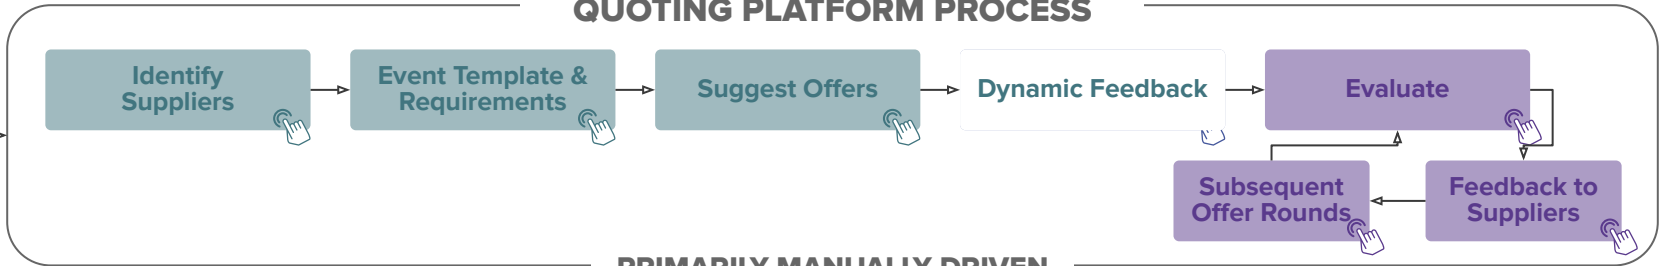 QUOTING PLATFORM PROCESS
Identify
Suppliers
Event Template &
Requirements
Suggest Offers
Dynamic Feedback
Evaluate
Subsequent
Offer Rounds
Feedback to
Suppliers
PRIMARILY MANUALLY DRIVEN